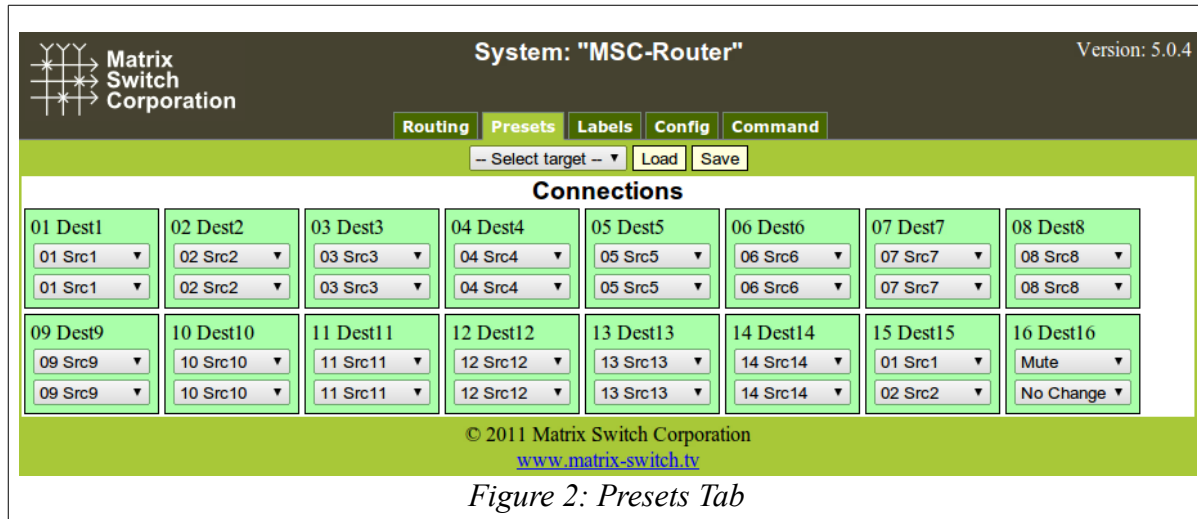 Matrix
Switch
Corporation
System: "MSC-Router"
Version: 5.0.4
Routing Presets Labels Config Command
-- Select target -- Load Save
Connections
01 Dest1 02 Dest2 03 Dest3 04 Dest4 05 Dest5 06 Dest6 07 Dest7 08 Dest8
01 Src1 02 Src2 03 Src3 04 Src4 05 Src5 06 Src6 07 Src7 08 Src8
01 Src1 02 Src2 03 Src3 04 Src4 05 Src5 06 Src6 07 Src7 08 Src8
09 Dest9 10 Dest10 11 Dest11 12 Dest12 13 Dest13 14 Dest14 15 Dest15 16 Dest16
09 Src9 10 Src10 11 Src11 12 Src12 13 Src13 14 Src14 01 Src1 Mute
09 Src9 10 Src10 11 Src11 12 Src12 13 Src13 14 Src14 02 Src2 No Change
© 2011 Matrix Switch Corporation
www.matrix-switch.tv
Figure 2: Presets Tab